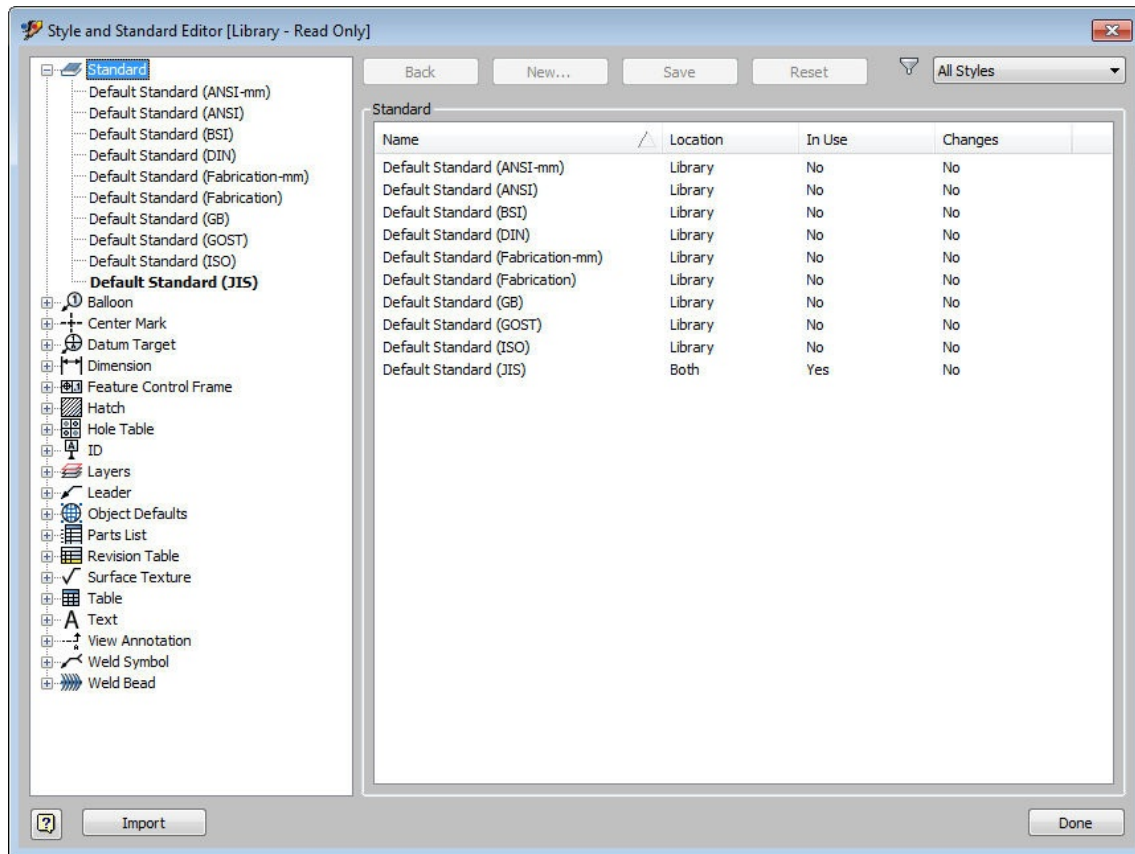 Style and Standard Editor [Library - Read Only]
Standard
Default Standard (ANSI-mm)
Default Standard (ANSI)
Default Standard (BSI)
Default Standard (DIN)
Default Standard (Fabrication-mm)
Default Standard (Fabrication)
Default Standard (GB)
Default Standard (GOST)
Default Standard (ISO)
Default Standard (JIS)
Balloon
Center Mark
Datum Target
Dimension
Feature Control Frame
Hatch
Hole Table
ID
Layers
Leader
Object Defaults
Parts List
Revision Table
Surface Texture
Table
Text
View Annotation
Weld Symbol
Weld Bead
Back New... Save Reset All Styles
Standard
Name Location In Use Changes
Default Standard (ANSI-mm) Library No No
Default Standard (ANSI) Library No No
Default Standard (BSI) Library No No
Default Standard (DIN) Library No No
Default Standard (Fabrication-mm) Library No No
Default Standard (Fabrication) Library No No
Default Standard (GB) Library No No
Default Standard (GOST) Library No No
Default Standard (ISO) Library No No
Default Standard (JIS) Both Yes No
Import Done